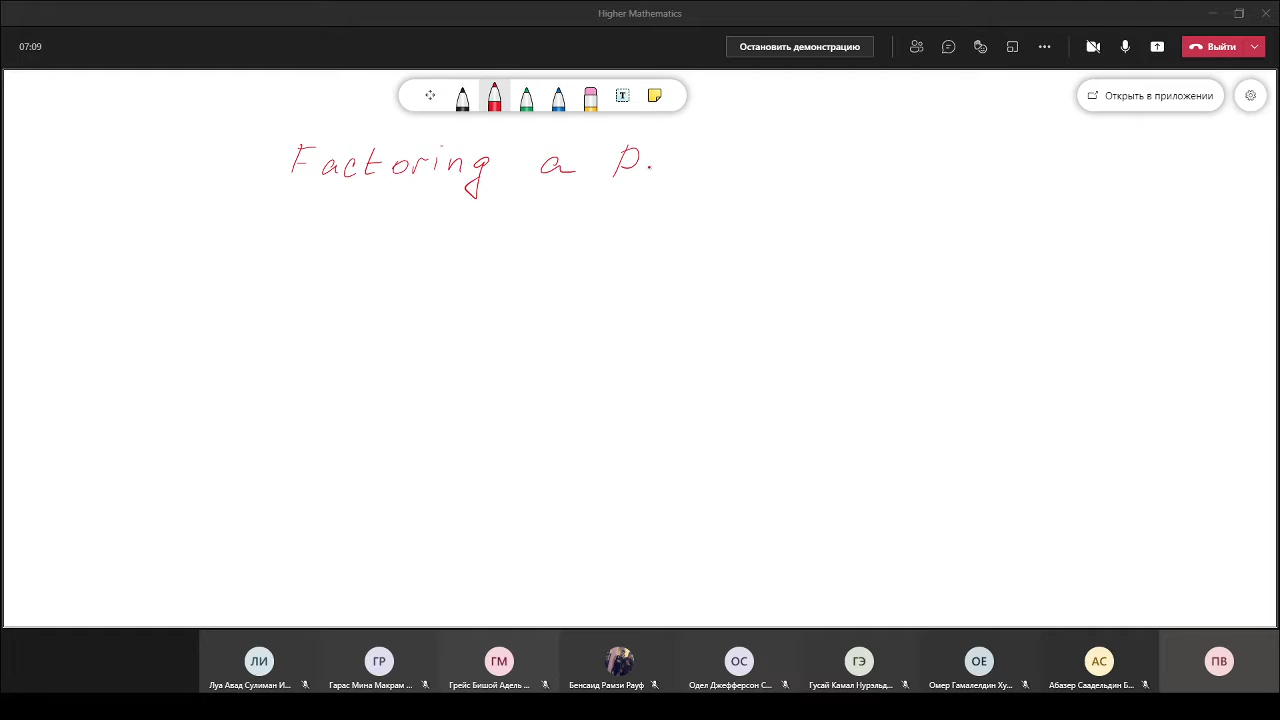 Higher Mathematics
07:09
Остановить демонстрацию
Выйти
Открыть в приложении
T
Factoring a p.
ЛИ ГР ГМ ОС ГЭ ОЕ АС ПВ
Луа Авад Сулиман И... Гарас Мина Макрам ... Грейс Бишой Адель ... Бенсаид Рамзи Рауф Одел Джефферсон С... Гусай Камал Нурэльд... Омер Гамалелдин Ху... Абазер Саадельдин Б...